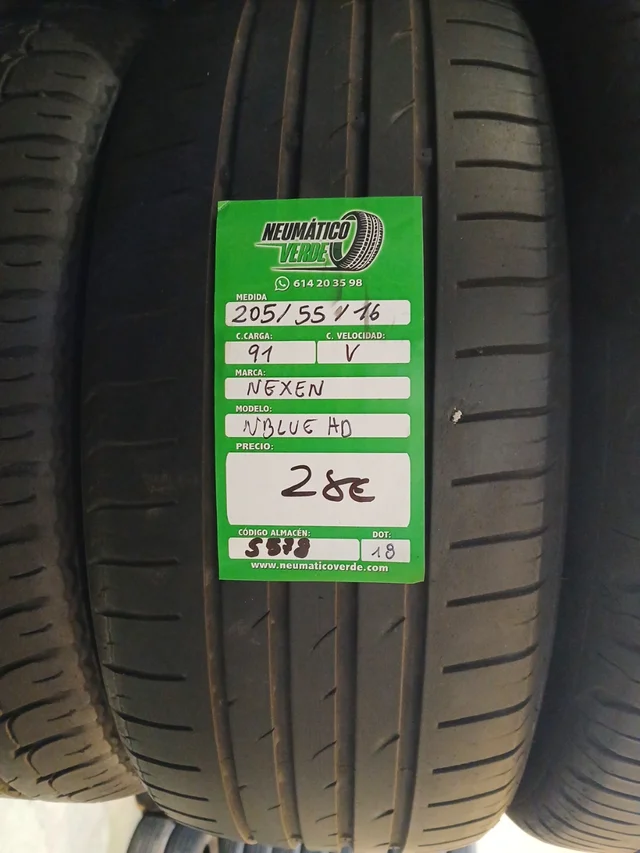 NEUMÁTICO
VERDE
614 20 35 98
MEDIDA
205/55/16
C.CARGA: C. VELOCIDAD:
91 V
MARCA:
NEXEN
MODELO:
NBLUE HD
PRECIO:
28€
CÓDIGO ALMACÉN: DOT:
18
www.neumaticoverde.com